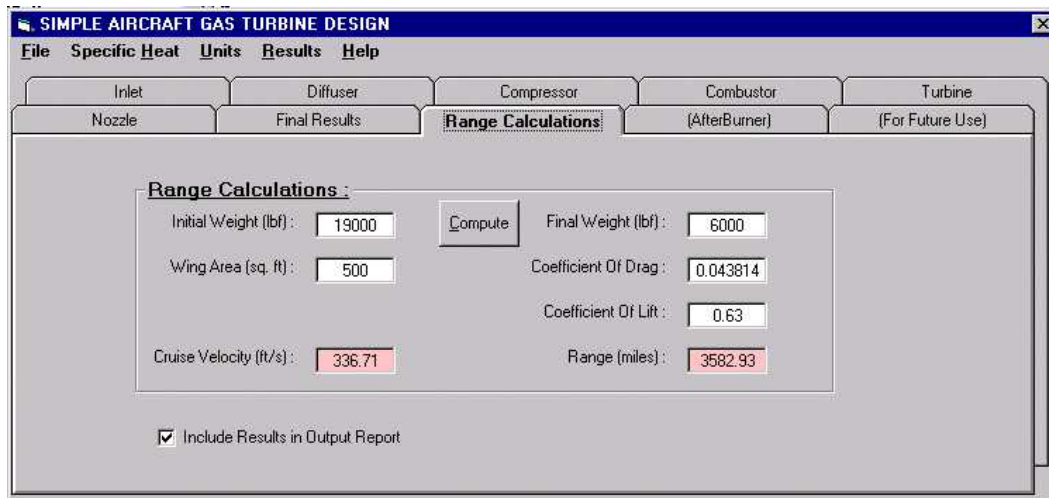 SIMPLE AIRCRAFT GAS TURBINE DESIGN
File Specific Heat Units Results Help
Inlet Diffuser Compressor Combustor Turbine
Nozzle Final Results Range Calculations (AfterBurner) (For Future Use)
Range Calculations :
Initial Weight (lbf) : 19000 Compute Final Weight (lbf) : 6000
Wing Area (sq. ft) : 500 Coefficient Of Drag : 0.043814
Coefficient Of Lift : 0.63
Cruise Velocity (ft/s) : 336.71 Range (miles) : 3582.93
Include Results in Output Report